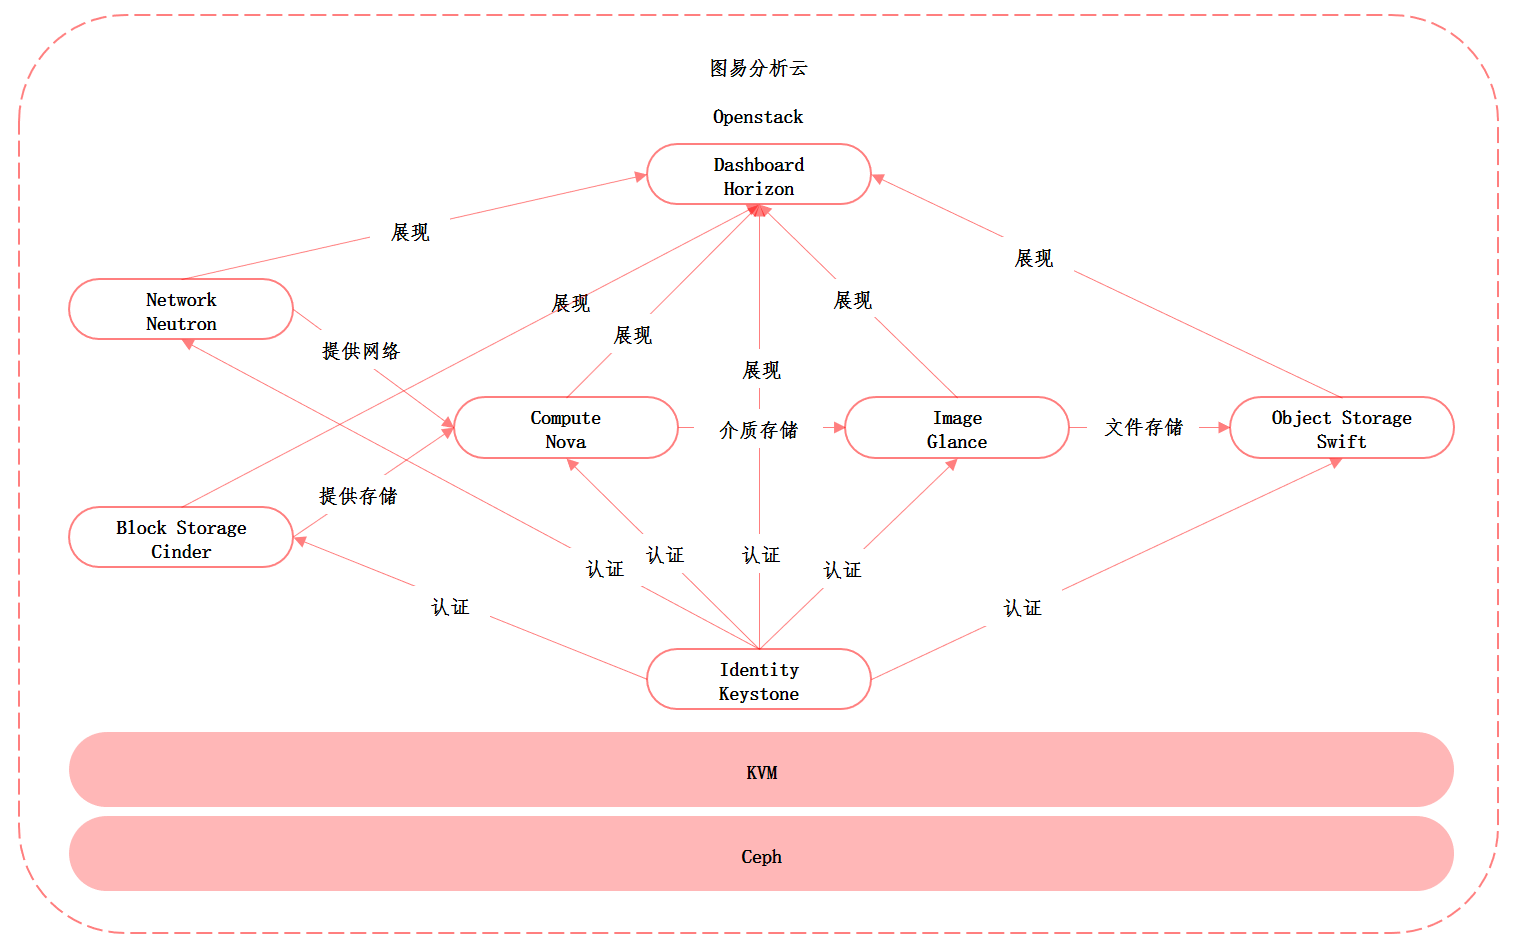 图易分析云
Openstack
Dashboard
Horizon
展现
展现
Network
Neutron
展现
展现
展现
提供网络
展现
Compute
Nova
介质存储
Image
Glance
文件存储
Object Storage
Swift
提供存储
Block Storage
Cinder
认证
认证
认证
认证
认证
认证
Identity
Keystone
KVM
Ceph